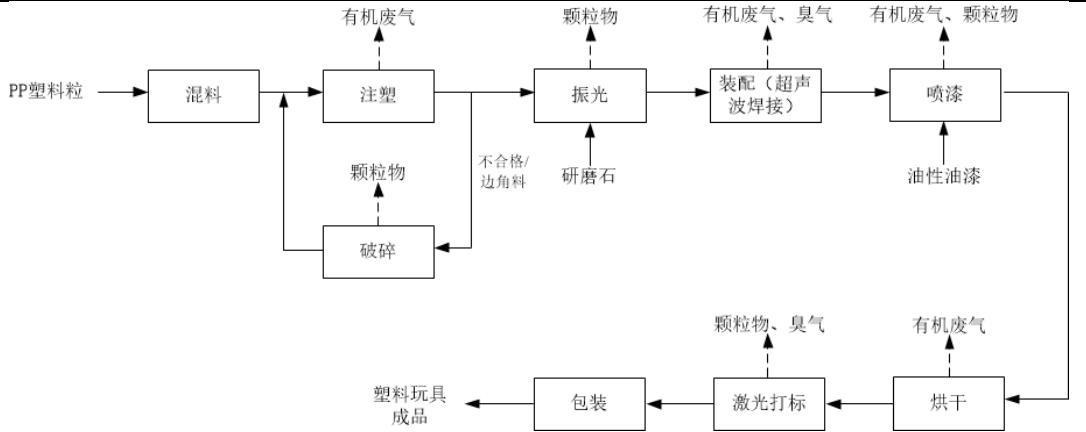 有机废气
颗粒物
有机废气、臭气
有机废气、颗粒物
PP塑料粒
混料
注塑
振光
装配（超声
波焊接）
喷漆
不合格/
边角料
颗粒物
研磨石
油性油漆
破碎
颗粒物、臭气
有机废气
塑料玩具
成品
包装
激光打标
烘干